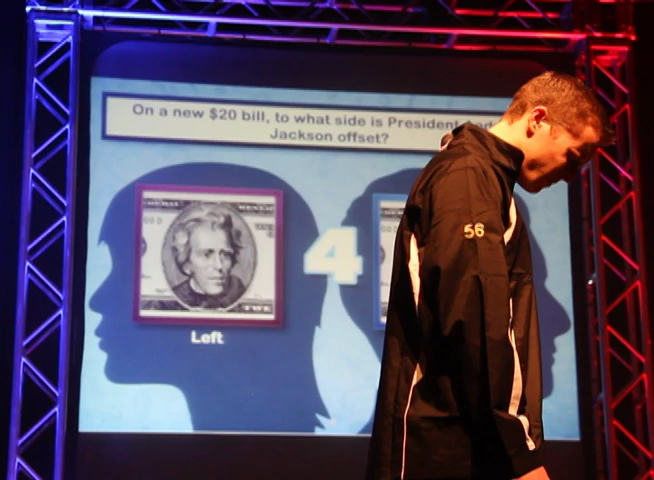 On a new $20 bill, to what side is President
Jackson offset?
4
Left
56